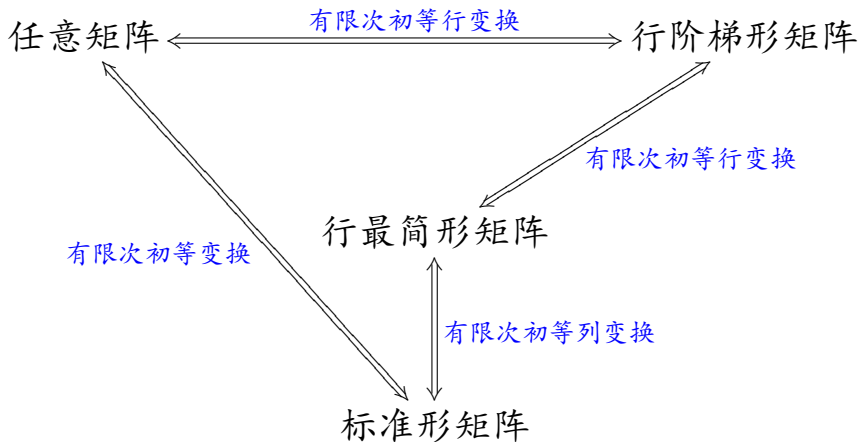 有限次初等行变换
任意矩阵
行阶梯形矩阵
有限次初等行变换
行最简形矩阵
有限次初等变换
有限次初等列变换
标准形矩阵